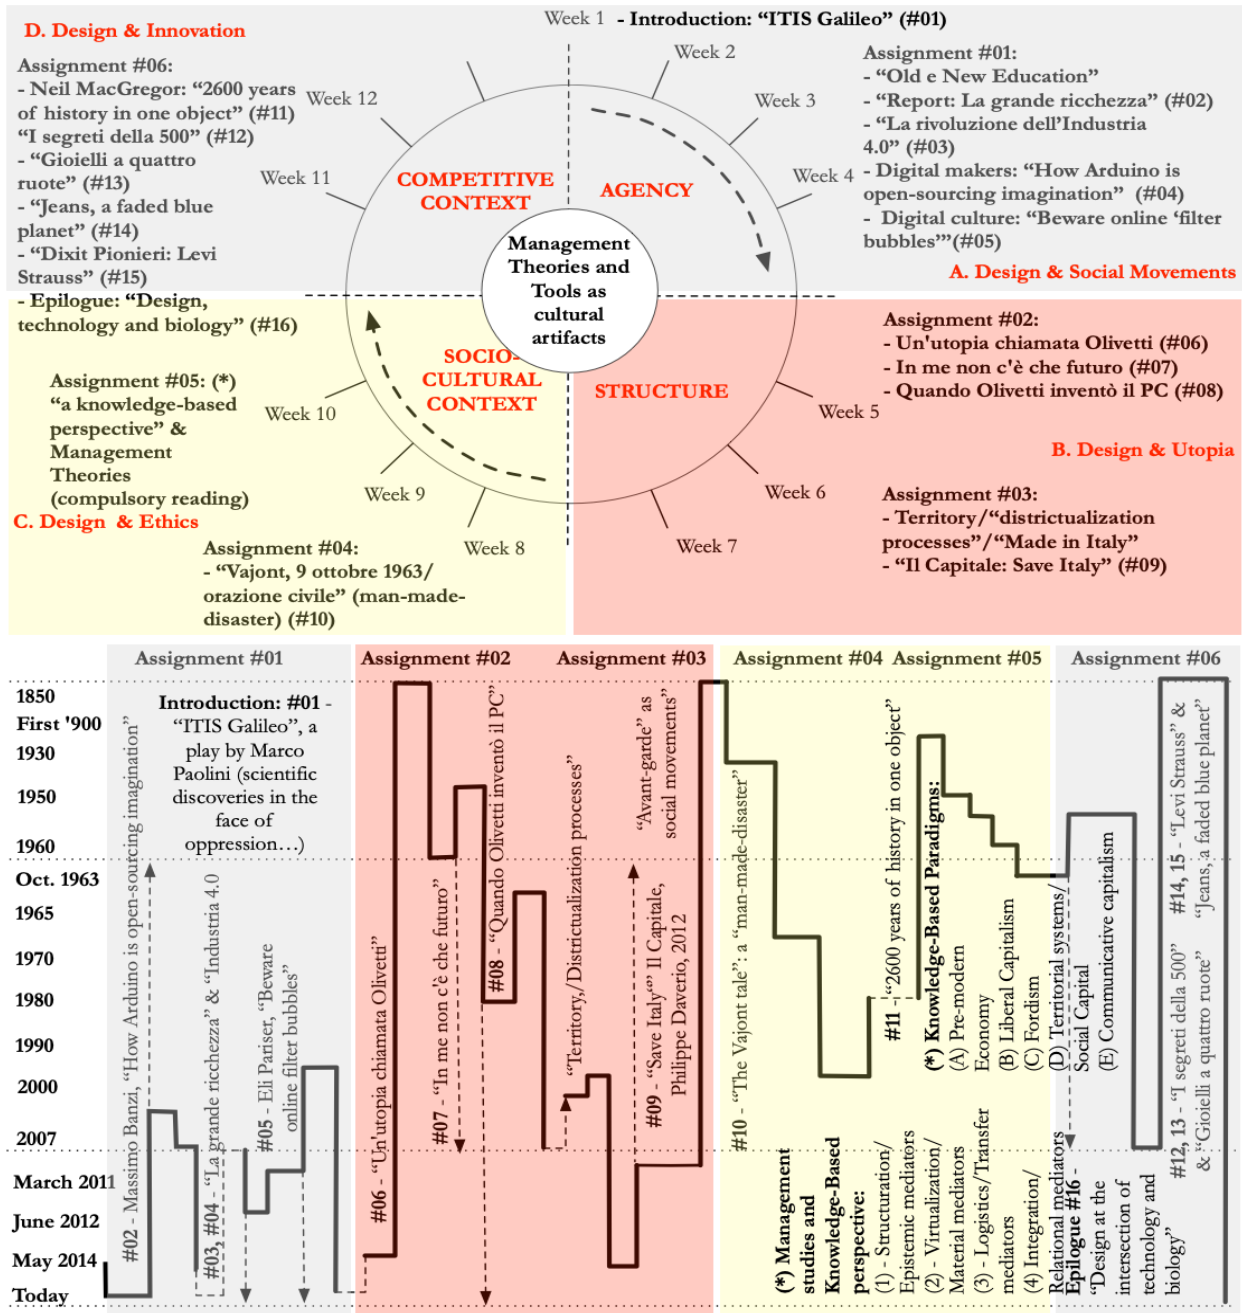 Week 1 - Introduction: “ITIS Galileo” (#01)
D. Design & Innovation
Assignment #06:
- Neil MacGregor: “2600 years
of history in one object” (#11)
“I segreti della 500” (#12)
- “Gioielli a quattro
ruote” (#13)
- “Jeans, a faded blue
planet” (#14)
- “Dixit Pionieri: Levi
Strauss” (#15)
- Epilogue: “Design,
technology and biology” (#16)
Week 12
Week 11
Week 2
Week 3
Week 4
Assignment #01:
- “Old e New Education”
- “Report: La grande ricchezza” (#02)
- “La rivoluzione dell’Industria
4.0” (#03)
- Digital makers: “How Arduino is
open-sourcing imagination” (#04)
- Digital culture: “Beware online ‘filter
bubbles’”(#05)
A. Design & Social Movements
COMPETITIVE
CONTEXT
AGENCY
Management
Theories and
Tools as
cultural
artifacts
SOCIO-
CULTURAL
CONTEXT
STRUCTURE
Assignment #02:
- Un'utopia chiamata Olivetti (#06)
- In me non c'è che futuro (#07)
- Quando Olivetti inventò il PC (#08)
Week 5
B. Design & Utopia
Week 6
Assignment #03:
- Territory/“districtualization
processes”/“Made in Italy”
- “Il Capitale: Save Italy” (#09)
Week 7
Assignment #05: (*)
“a knowledge-based
perspective” &
Management
Theories
(compulsory reading)
Week 10
Week 9
C. Design & Ethics
Week 8
Assignment #04:
- “Vajont, 9 ottobre 1963/
orazione civile” (man-made-
disaster) (#10)
Assignment #01
Assignment #02
Assignment #03
Assignment #04
Assignment #05
Assignment #06
1850
First '900
1930
1950
1960
Oct. 1963
1965
1970
1980
1990
2000
2007
March 2011
June 2012
May 2014
Today
Introduction: #01 -
“ITIS Galileo”, a
play by Marco
Paolini (scientific
discoveries in the
face of
oppression…)
#02 - Massimo Banzi, “How Arduino is open-sourcing imagination”
#03, #04 - “La grande ricchezza” & “Industria 4.0
#05 - Eli Pariser, “Beware
online filter bubbles”
#06 - “Un'utopia chiamata Olivetti”
#07 - “In me non c'è che futuro”
#08 - “Quando Olivetti inventò il PC”
“Territory,/Districtualization processes”
“Avant-garde” as
social movements”
#09 - “Save Italy“” Il Capitale,
Philippe Daverio, 2012
#10 - “The Vajont tale”: a “man-made-disaster”
(*) Management
studies and
Knowledge-Based
perspective:
(1) - Structuration/
Epistemic mediators
(2) - Virtualization/
Material mediators
(3) - Logistics/Transfer
mediators
(4) - Integration/
Relational mediators
#11 - “2600 years of history in one object”
(*) Knowledge-Based Paradigms:
(A) Pre-modern
Economy
(B) Liberal Capitalism
(C) Fordism
(D) Territorial systems/
Social Capital
(E) Communicative capitalism
Epilogue #16 -
“Design at the
intersection of
technology and
biology”
#12, 13 - “I segreti della 500”
& “Gioielli a quattro ruote”
#14, 15 - “Levi Strauss” &
“Jeans, a faded blue planet”